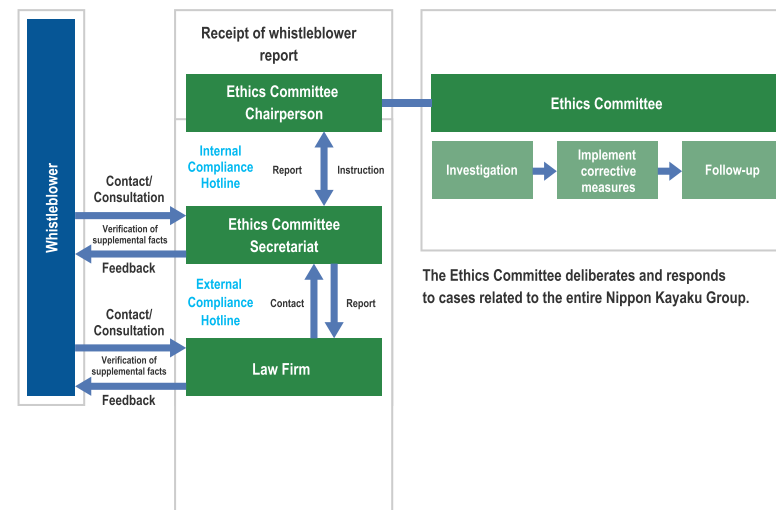 Receipt of whistleblower
report
Ethics Committee
Chairperson
Ethics Committee
Internal
Compliance
Hotline
Report
Instruction
Investigation
Implement
corrective
measures
Follow-up
Whistleblower
Contact/
Consultation
Verification of
supplemental facts
Feedback
Ethics Committee
Secretariat
The Ethics Committee deliberates and responds
to cases related to the entire Nippon Kayaku Group.
External
Compliance
Hotline
Contact
Report
Contact/
Consultation
Verification of
supplemental facts
Feedback
Law Firm